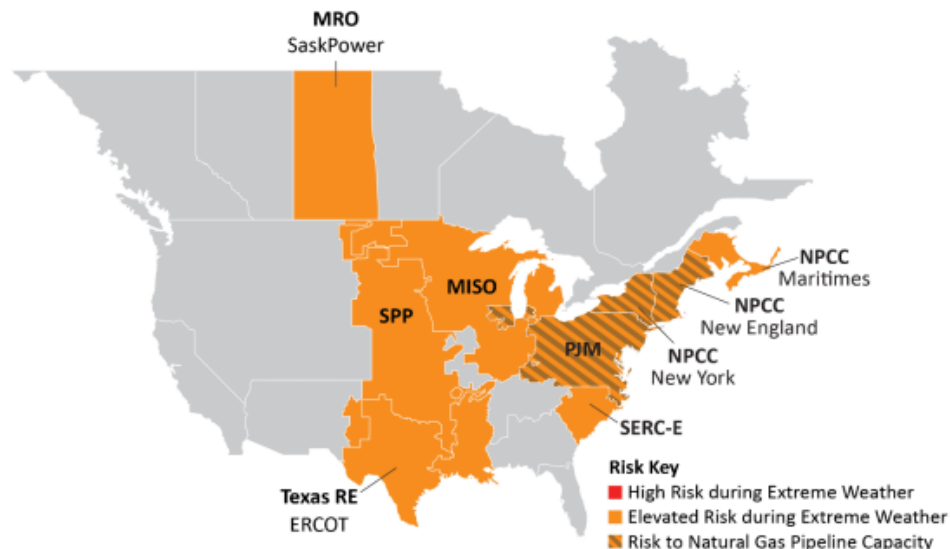 MRO
SaskPower
NPCC
Maritimes
MISO
NPCC
New England
SPP
PJM
NPCC
New York
SERC-E
Texas RE
ERCOT
Risk Key
High Risk during Extreme Weather
Elevated Risk during Extreme Weather
Risk to Natural Gas Pipeline Capacity